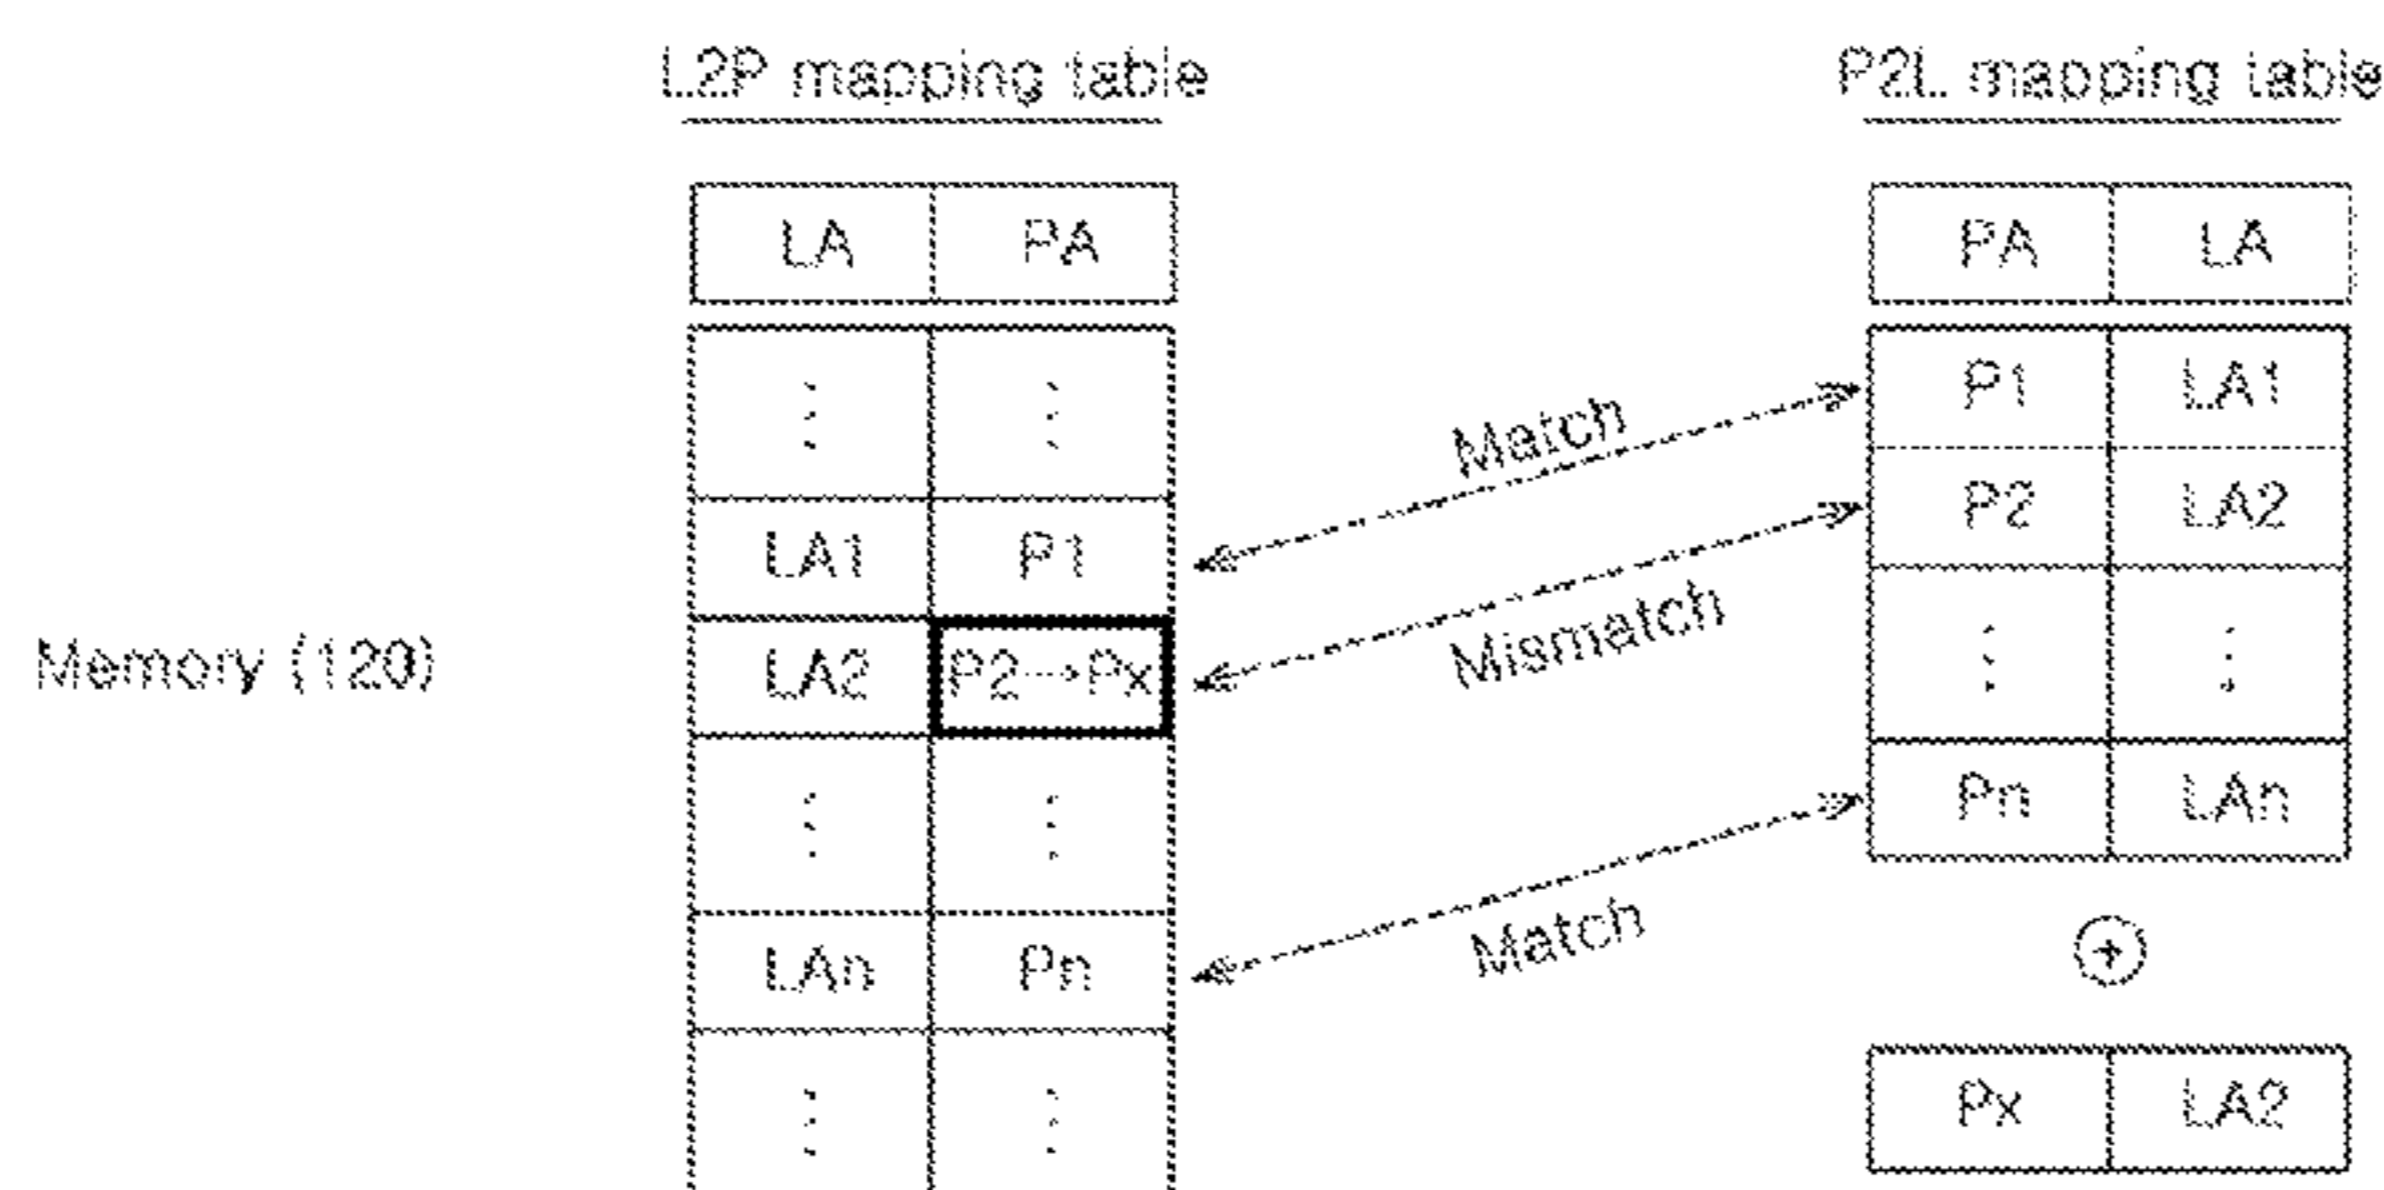 L2P mapping table
P2L mapping table
LA PA
PA LA
⋮ ⋮
P1 LA1
Match
LA1 P1
P2 LA2
Mismatch
Memory (120)
LA2 P2→Px
⋮ ⋮
⋮ ⋮
Pn LAn
Match
LAn Pn
+
⋮ ⋮
Px LA2